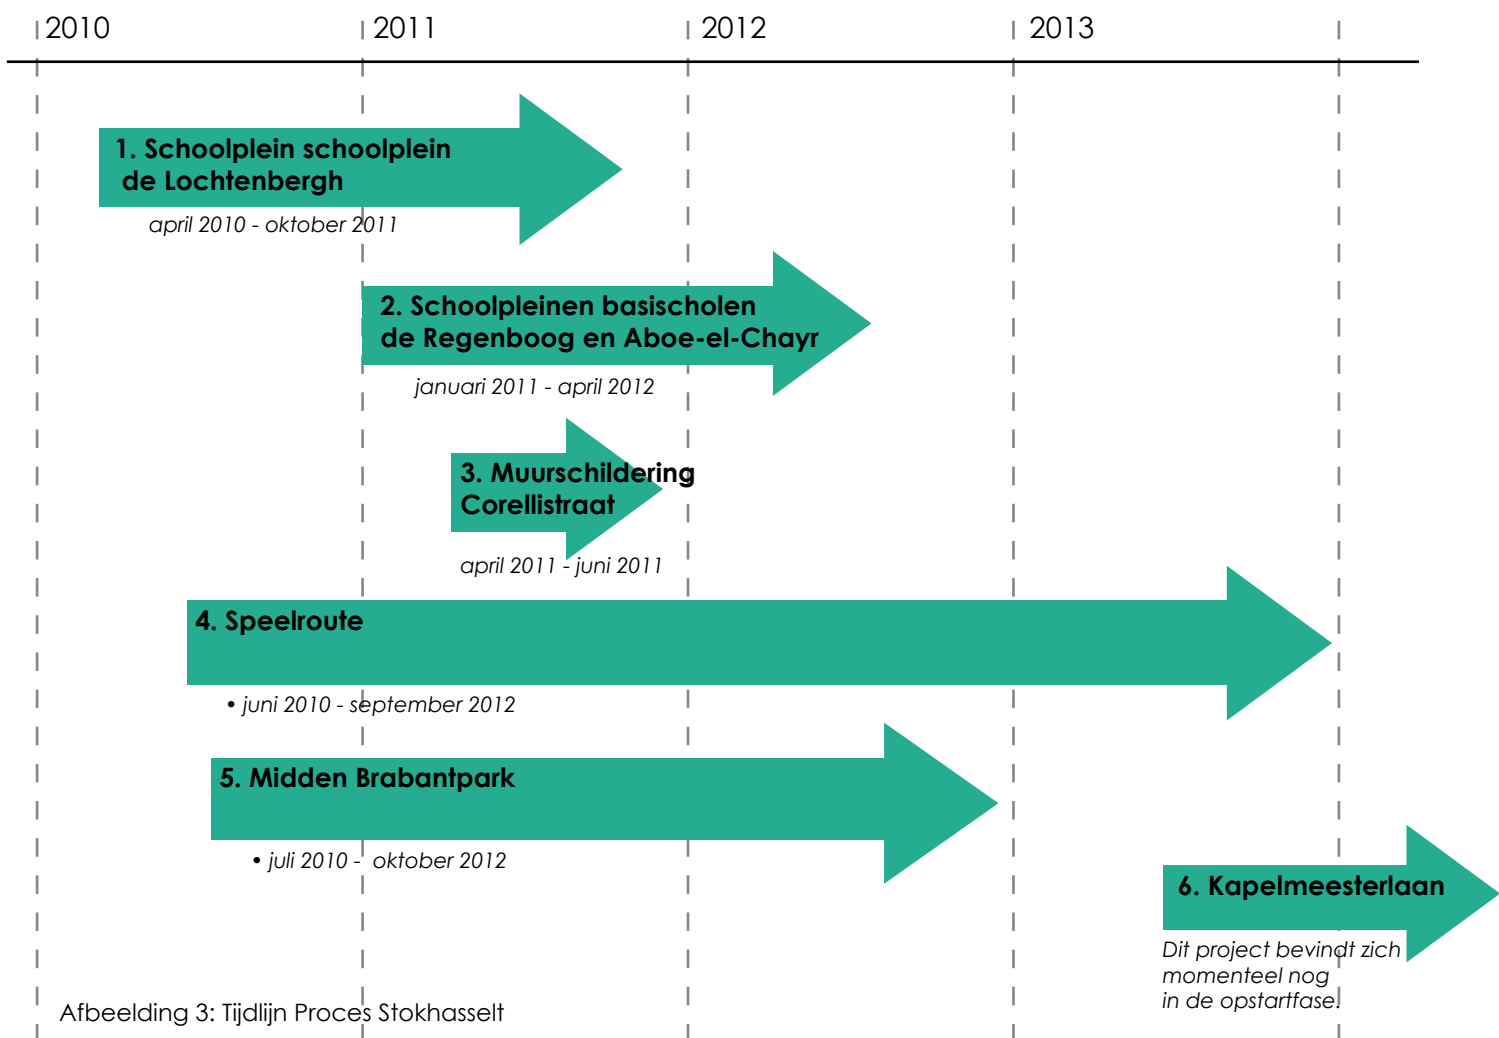 2010
2011
2012
2013
1. Schoolplein schoolplein
de Lochtenbergh
april 2010 - oktober 2011
2. Schoolpleinen basischolen
de Regenboog en Aboe-el-Chayr
januari 2011 - april 2012
3. Muurschildering
Corellistraat
april 2011 - juni 2011
4. Speelroute
• juni 2010 - september 2012
5. Midden Brabantpark
• juli 2010 - oktober 2012
6. Kapelmeesterlaan
Dit project bevindt zich
momenteel nog
in de opstartfase.
Afbeelding 3: Tijdlijn Proces Stokhasselt